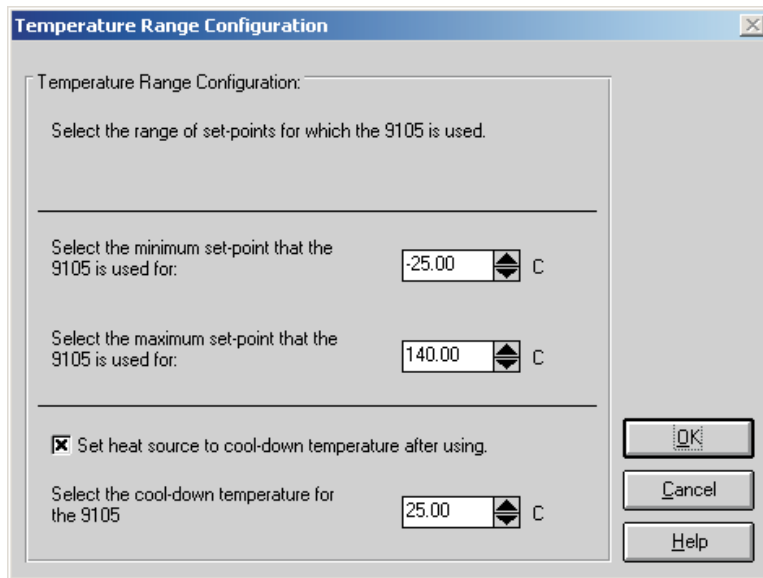 Temperature Range Configuration
Temperature Range Configuration:
Select the range of set-points for which the 9105 is used.
Select the minimum set-point that the
9105 is used for:
-25.00 C
Select the maximum set-point that the
9105 is used for:
140.00 C
Set heat source to cool-down temperature after using.
Select the cool-down temperature for
the 9105
25.00 C
OK
Cancel
Help